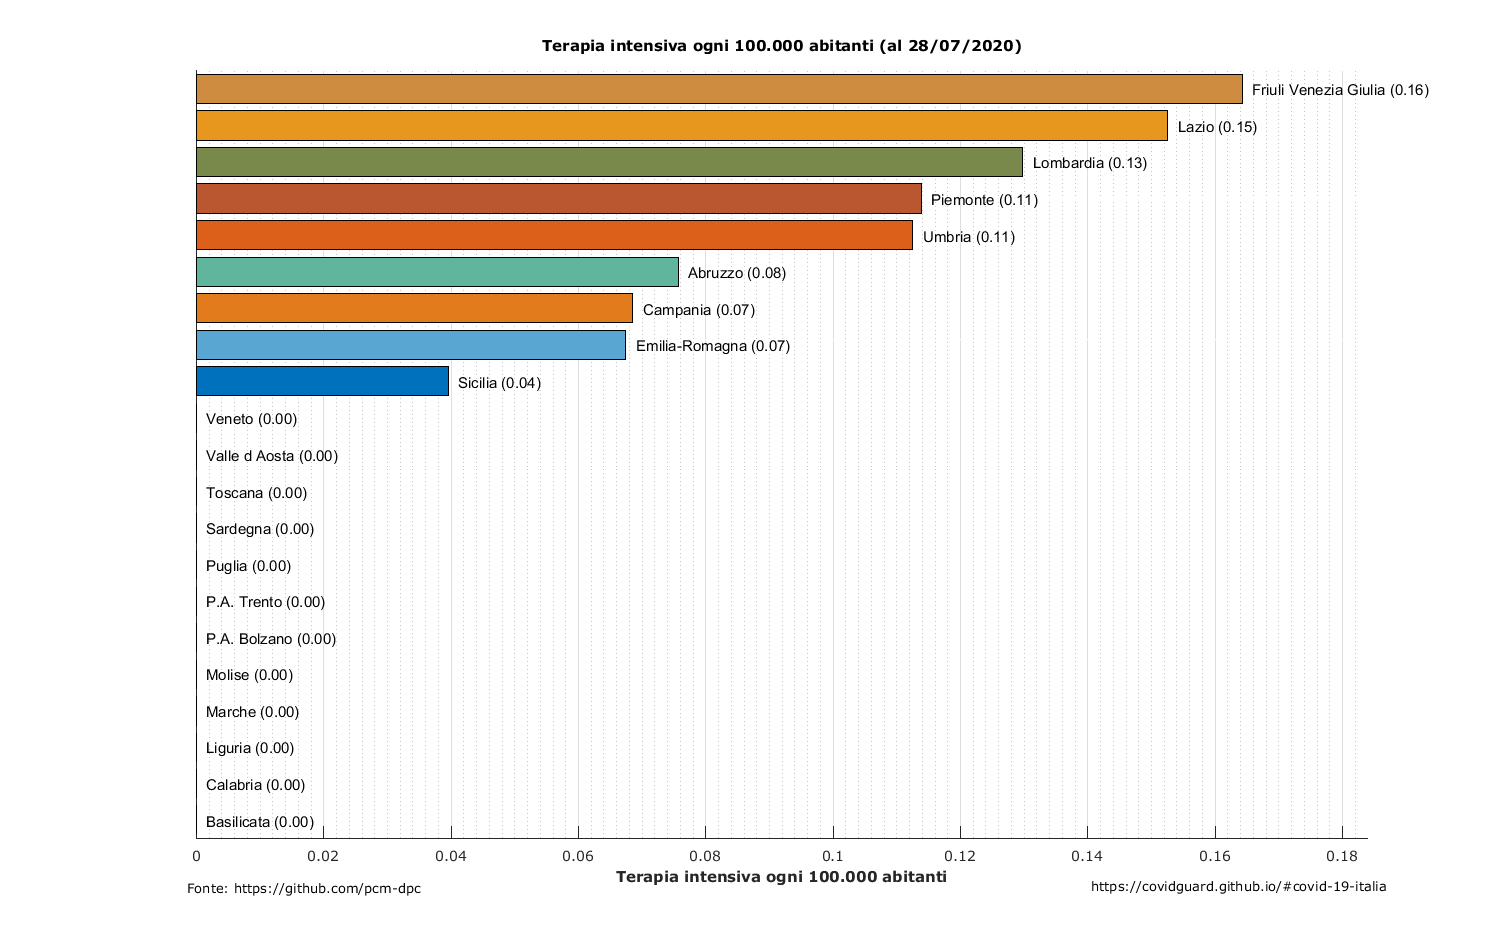 Terapia intensiva ogni 100.000 abitanti (al 28/07/2020)
Friuli Venezia Giulia (0.16)
Lazio (0.15)
Lombardia (0.13)
Piemonte (0.11)
Umbria (0.11)
Abruzzo (0.08)
Campania (0.07)
Emilia-Romagna (0.07)
Sicilia (0.04)
Veneto (0.00)
Valle d Aosta (0.00)
Toscana (0.00)
Sardegna (0.00)
Puglia (0.00)
P.A. Trento (0.00)
P.A. Bolzano (0.00)
Molise (0.00)
Marche (0.00)
Liguria (0.00)
Calabria (0.00)
Basilicata (0.00)
0 0.02 0.04 0.06 0.08 0.1 0.12 0.14 0.16 0.18
Terapia intensiva ogni 100.000 abitanti
Fonte: https://github.com/pcm-dpc
https://covidguard.github.io/#covid-19-italia